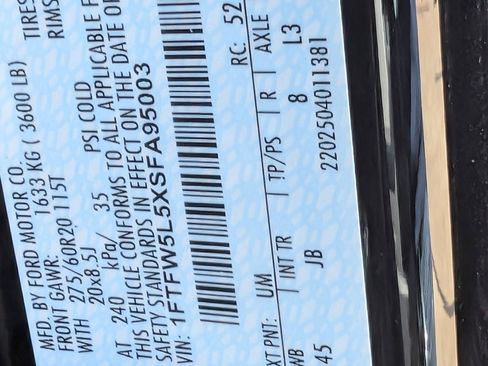 MFD. BY FORD MOTOR CO.
FRONT GAWR: 1633 KG ( 3600 LB) TIRES
WITH 275/60R20 115T RIMS
20x8.5J
AT 240 kPa/ 35 PSI COLD
THIS VEHICLE CONFORMS TO ALL APPLICABLE F
SAFETY STANDARDS IN EFFECT ON THE DATE O
VIN: 1FTFW5L5XSFA95003
RC: 52
EXT PNT: UM
WB | INT TR | TP/PS | R | AXLE
45 JB 8 L3
2202504011381